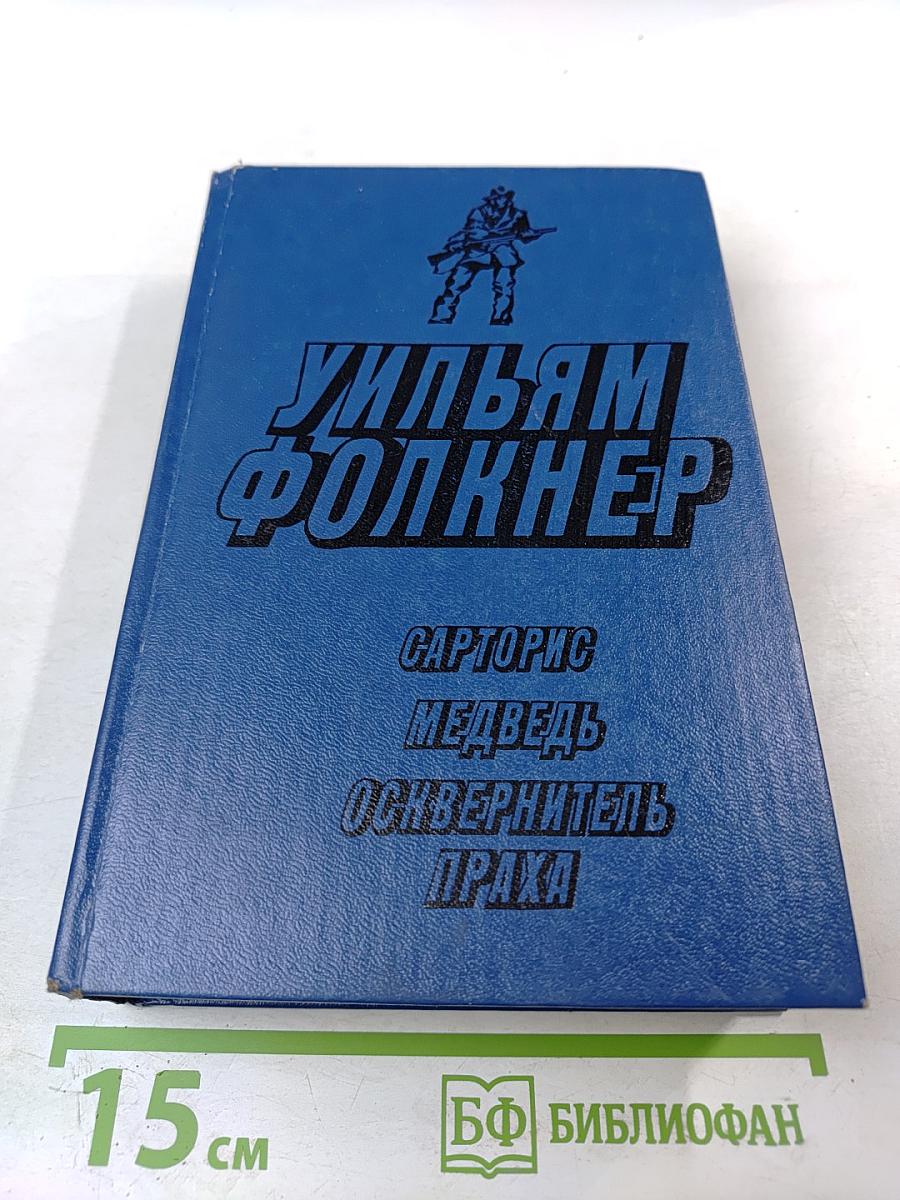 УИЛЬЯМ
ФОЛКНЕР
САРТОРИС
МЕДВЕДЬ
ОСКВЕРНИТЕЛЬ
ПРАХА
15 см
БФ БИБЛИОФАН